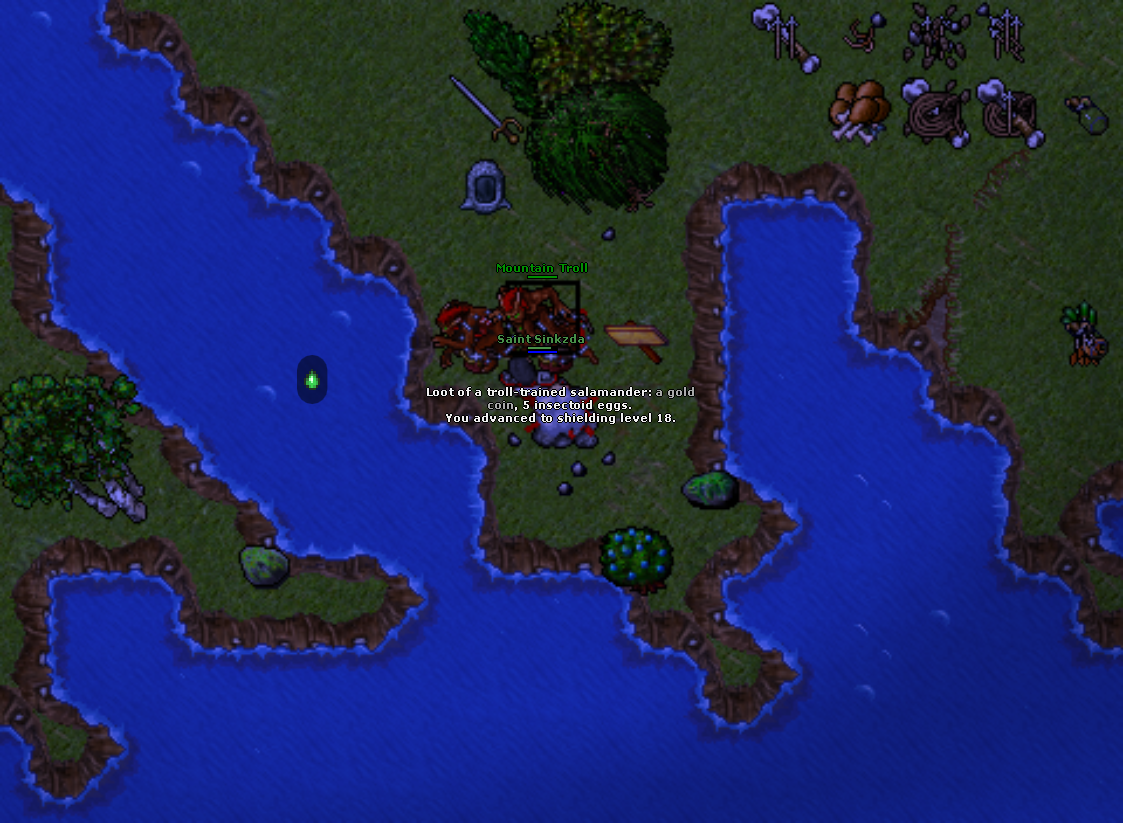 Mountain Troll
Saint Sinkzda
Loot of a troll-trained salamander: a gold
coin, 5 insectoid eggs.
You advanced to shielding level 18.